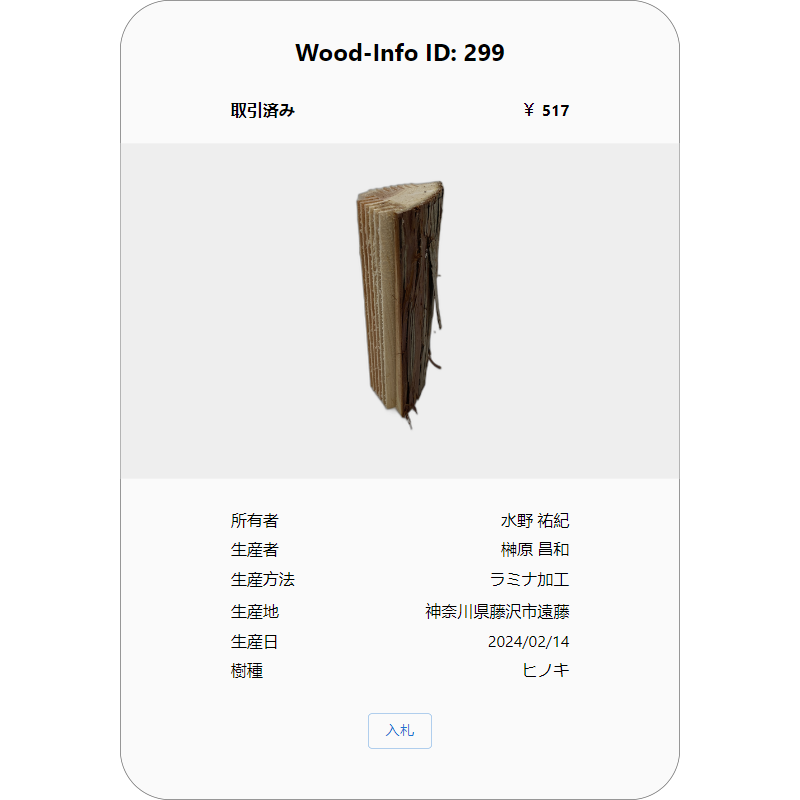 Wood-Info ID: 299
取引済み ¥ 517
所有者 水野 祐紀
生産者 榊原 昌和
生産方法 ラミナ加工
生産地 神奈川県藤沢市遠藤
生産日 2024/02/14
樹種 ヒノキ
入札